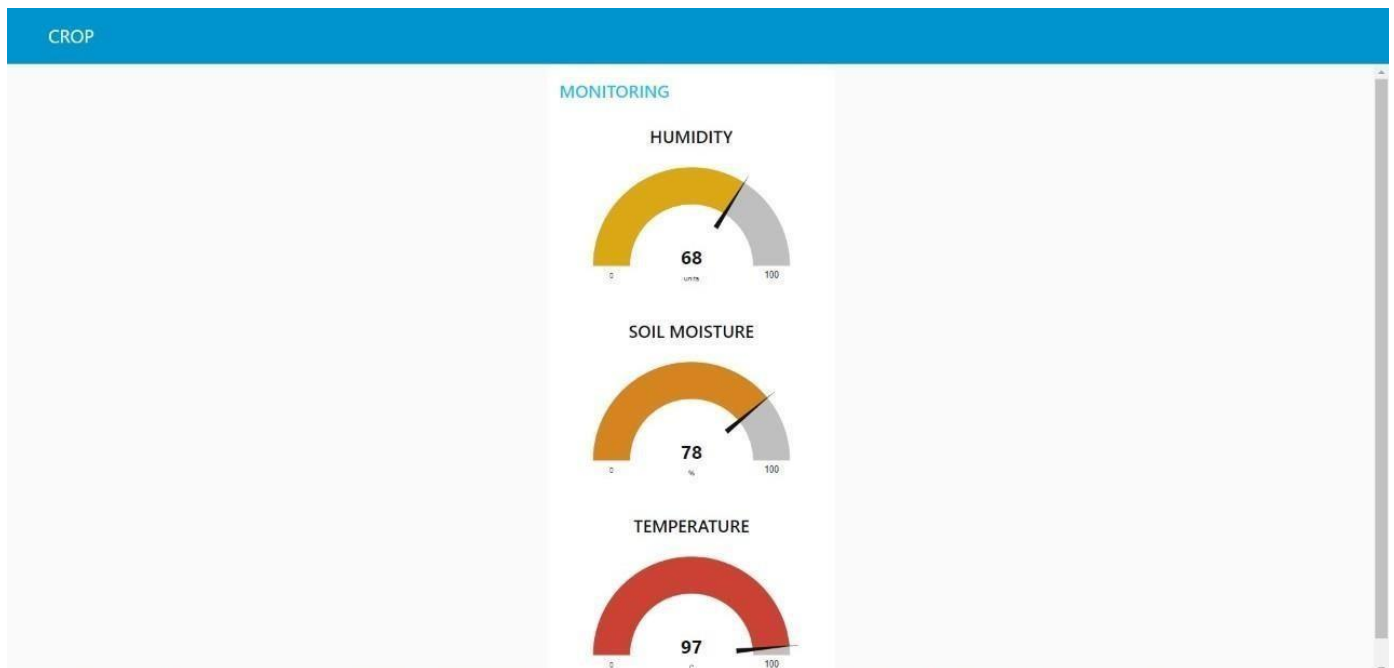 CROP
MONITORING
HUMIDITY
68
0 units 100
SOIL MOISTURE
78
0 % 100
TEMPERATURE
97
0 C 100